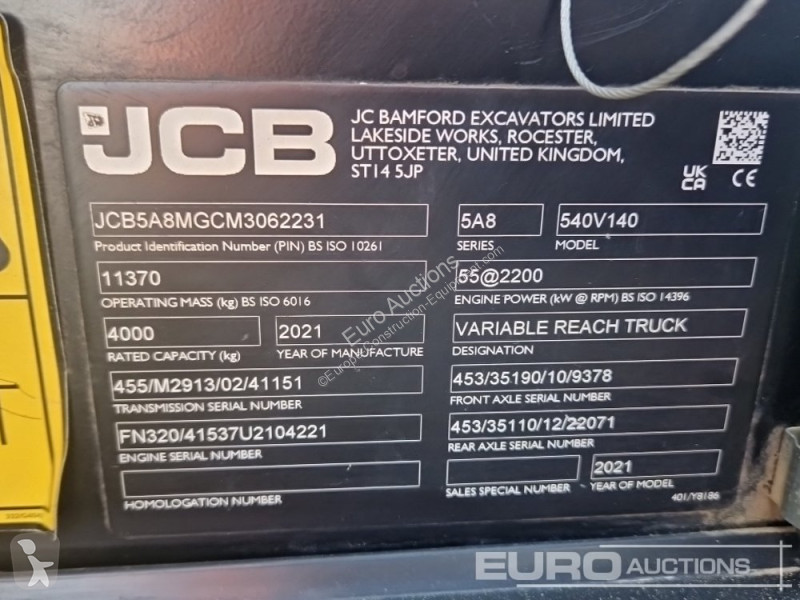 JCB
JC BAMFORD EXCAVATORS LIMITED
LAKESIDE WORKS, ROCESTER,
UTTOXETER, UNITED KINGDOM,
ST14 5JP
UK
CA
CE
JCB5A8MGCM3062231
Product Identification Number (PIN) BS ISO 10261
5A8
SERIES
540V140
MODEL
11370
OPERATING MASS (kg) BS ISO 6016
55@2200
ENGINE POWER (kW @ RPM) BS ISO 14396
4000
RATED CAPACITY (kg)
2021
YEAR OF MANUFACTURE
VARIABLE REACH TRUCK
DESIGNATION
455/M2913/02/41151
TRANSMISSION SERIAL NUMBER
453/35190/10/9378
FRONT AXLE SERIAL NUMBER
FN320/41537U2104221
ENGINE SERIAL NUMBER
453/35110/12/22071
REAR AXLE SERIAL NUMBER
HOMOLOGATION NUMBER
SALES SPECIAL NUMBER
2021
YEAR OF MODEL
401/Y8186
Euro Auctions
EURO AUCTIONS